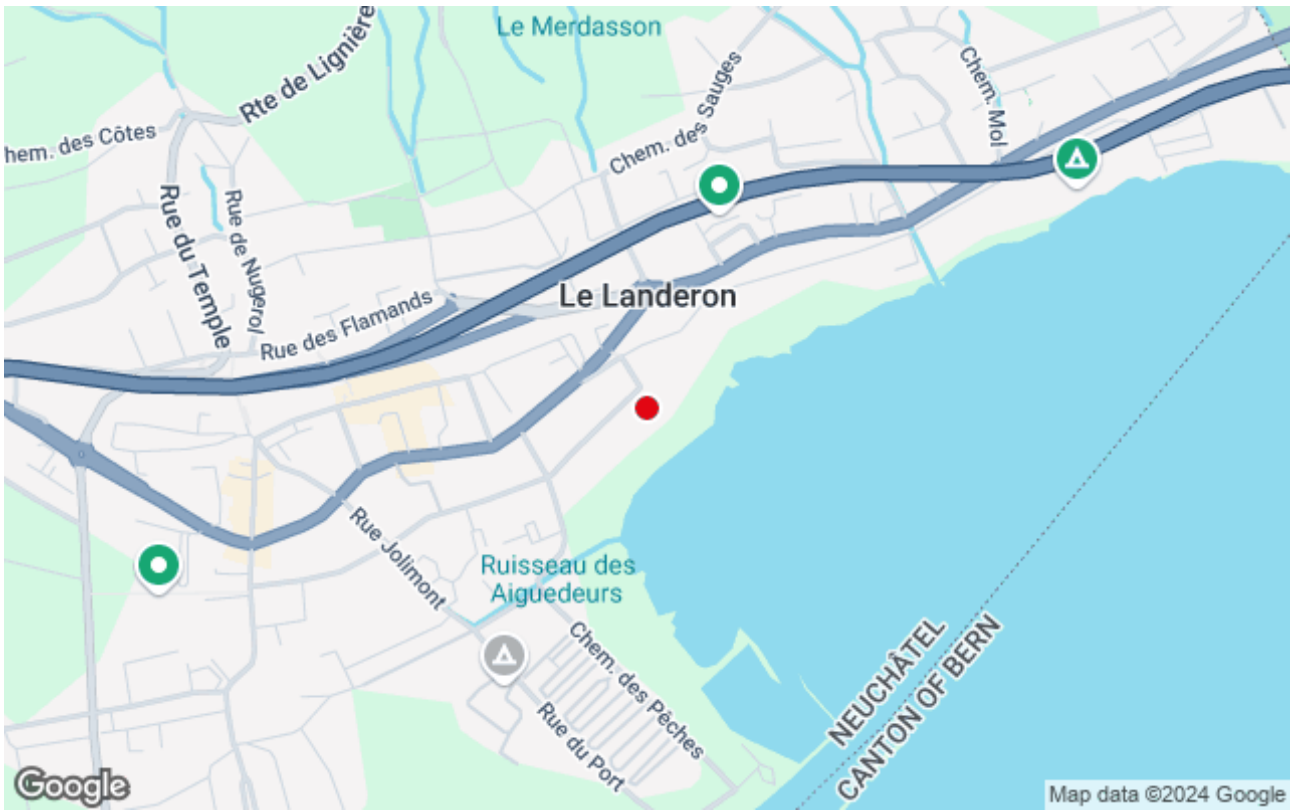 Le Merdasson
Rte de Lignière
Chem. des Sauges
Chem. Mol
hem. des Côtes
Rue du Temple
Rue de Nugerol
Le Landeron
Rue des Flamands
Rue Jolimont
Ruisseau des
Aiguedeurs
Chem. des Pêches
Rue du Port
NEUCHÂTEL
CANTON OF BERN
Google
Map data ©2024 Google